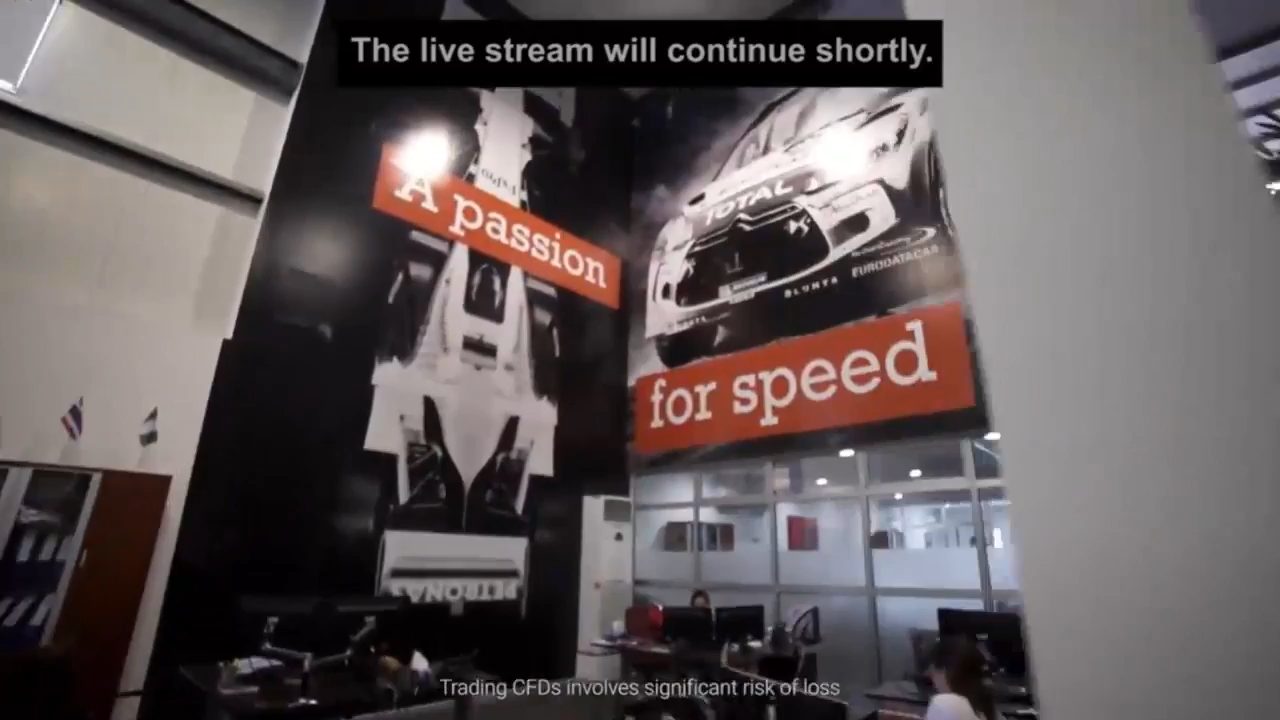 The live stream will continue shortly.
A passion
TOTAL
EURODATACAR
BLUNTS
for speed
PETRONAS
Trading CFDs involves significant risk of loss